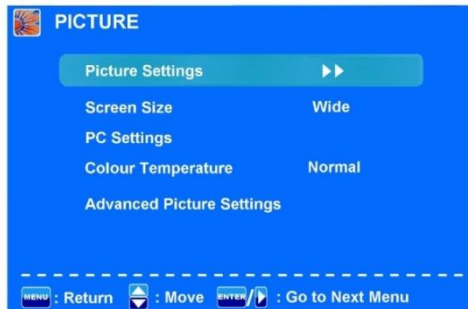 PICTURE
Picture Settings
Screen Size Wide
PC Settings
Colour Temperature Normal
Advanced Picture Settings
MENU : Return : Move ENTER / : Go to Next Menu